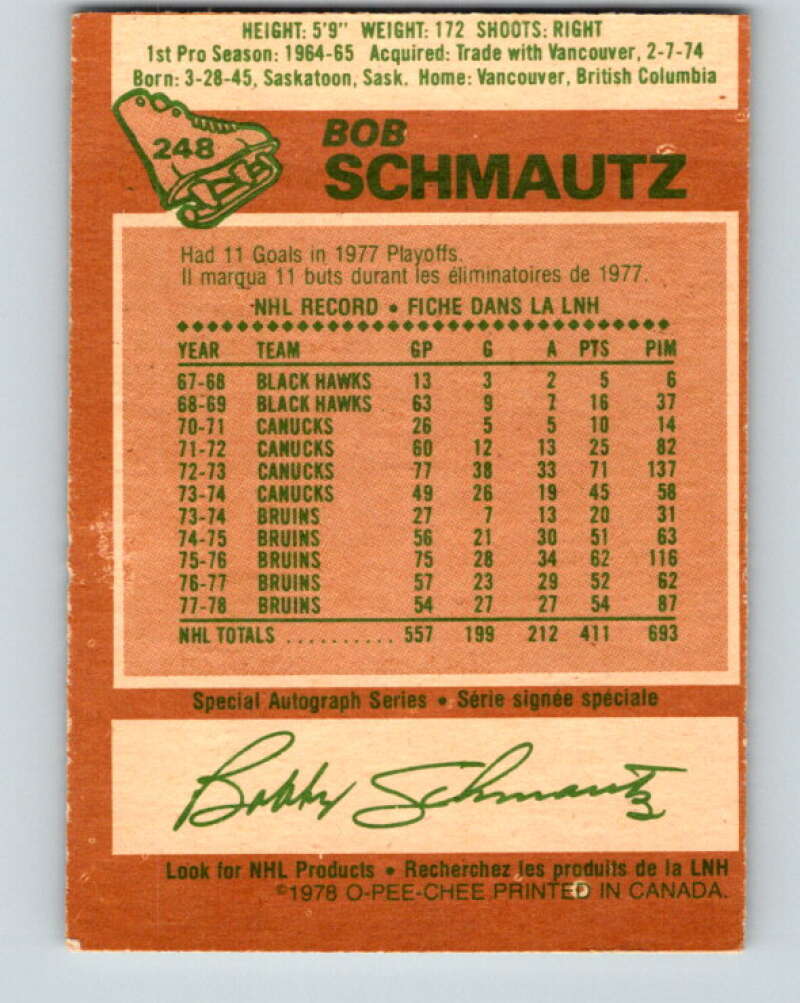 HEIGHT: 5'9" WEIGHT: 172 SHOOTS: RIGHT
1st Pro Season: 1964-65 Acquired: Trade with Vancouver, 2-7-74
Born: 3-28-45, Saskatoon, Sask. Home: Vancouver, British Columbia
248
BOB
SCHMAUTZ
Had 11 Goals in 1977 Playoffs.
Il marqua 11 buts durant les éliminatoires de 1977.
NHL RECORD • FICHE DANS LA LNH
YEAR TEAM GP G A PTS PIM
67-68 BLACK HAWKS 13 3 2 5 6
68-69 BLACK HAWKS 63 9 7 16 37
70-71 CANUCKS 26 5 5 10 14
71-72 CANUCKS 60 12 13 25 82
72-73 CANUCKS 77 38 33 71 137
73-74 CANUCKS 49 26 19 45 58
73-74 BRUINS 27 7 13 20 31
74-75 BRUINS 56 21 30 51 63
75-76 BRUINS 75 28 34 62 116
76-77 BRUINS 57 23 29 52 62
77-78 BRUINS 54 27 27 54 87
NHL TOTALS .......... 557 199 212 411 693
Special Autograph Series • Série signée spéciale
Bobby Schmautz
Look for NHL Products • Recherchez les produits de la LNH
©1978 O-PEE-CHEE PRINTED IN CANADA.